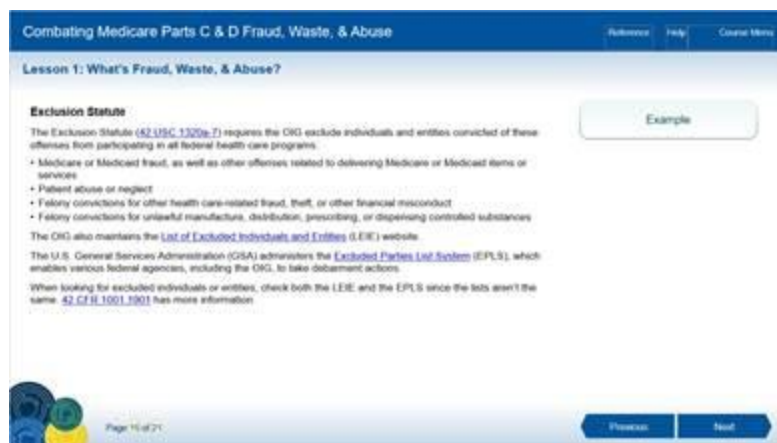 Combating Medicare Parts C & D Fraud, Waste, & Abuse
Reference Help Course Menu
Lesson 1: What's Fraud, Waste, & Abuse?
Exclusion Statute
The Exclusion Statute (42 USC 1320a-7) requires the OIG exclude individuals and entities convicted of these
offenses from participating in all federal health care programs:
• Medicare or Medicaid fraud, as well as other offenses related to delivering Medicare or Medicaid items or
services
• Patient abuse or neglect
• Felony convictions for other health care-related fraud, theft, or other financial misconduct
• Felony convictions for unlawful manufacture, distribution, prescribing, or dispensing controlled substances
The OIG also maintains the List of Excluded Individuals and Entities (LEIE) website.
The U.S. General Services Administration (GSA) administers the Excluded Parties List System (EPLS), which
enables various federal agencies, including the OIG, to take debarment actions.
When looking for excluded individuals or entities, check both the LEIE and the EPLS since the lists aren't the
same. 42 CFR 1001.1901 has more information.
Example
Page of 21
Previous Next